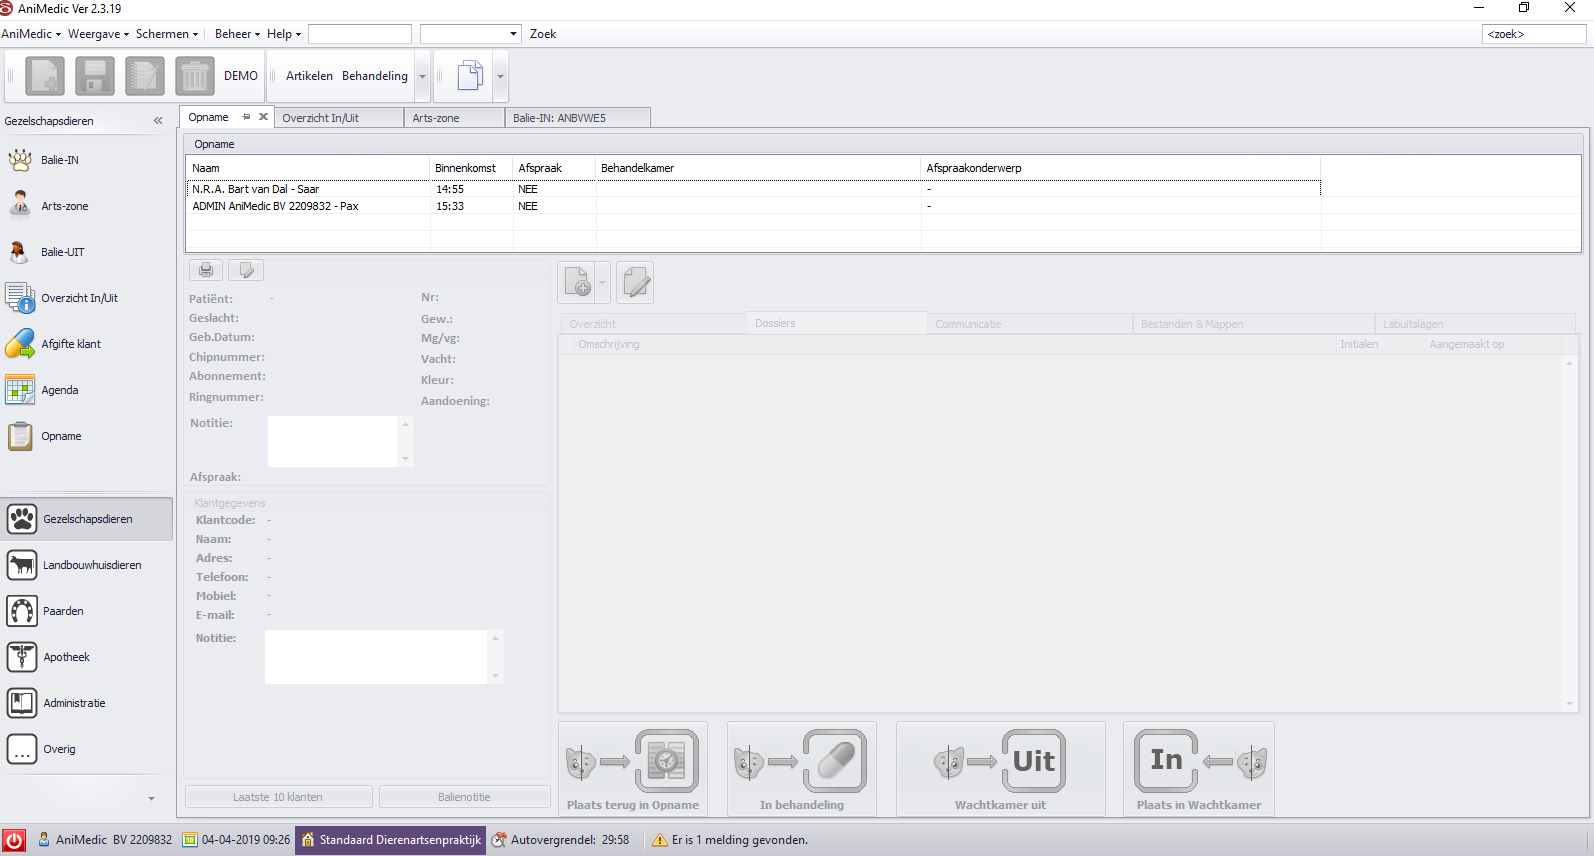 AniMedic Ver 2.3.19
AniMedic Weergave Schermen Beheer Help Zoek <zoek>
DEMO Artikelen Behandeling
Gezelschapsdieren «
Balie-IN
Arts-zone
Balie-UIT
Overzicht In/Uit
Afgifte klant
Agenda
Opname
Gezelschapsdieren
Landbouwhuisdieren
Paarden
Apotheek
Administratie
... Overig
Opname Overzicht In/Uit Arts-zone Balie-IN: ANBVWE5
Opname
Naam Binnenkomst Afspraak Behandelkamer Afspraakonderwerp
N.R.A. Bart van Dal - Saar 14:55 NEE -
ADMIN AniMedic BV 2209832 - Pax 15:33 NEE -
Patiënt: - Nr:
Geslacht: Gew.:
Geb.Datum: Mg/vg:
Chipnummer: Vacht:
Abonnement: Kleur:
Ringnummer: Aandoening:
Notitie:
Afspraak:
Klantgegevens
Klantcode: -
Naam: -
Adres: -
Telefoon: -
Mobiel: -
E-mail: -
Notitie:
Laatste 10 klanten Balienotitie
Overzicht Dossiers Communicatie Bestanden & Mappen Labuitslagen
Omschrijving Initialen Aangemaakt op
Uit In
Plaats terug in Opname In behandeling Wachtkamer uit Plaats in Wachtkamer
AniMedic BV 2209832 04-04-2019 09:26 Standaard Dierenartsenpraktijk Autovergrendel: 29:58 Er is 1 melding gevonden.